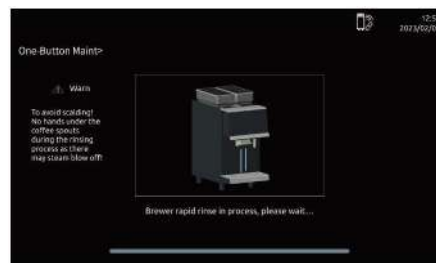 One-Button Maint>
Warn
To avoid scalding!
No hands under the
coffee spouts
during the rinsing
process as there
may steam blow off!
Brewer rapid rinse in process, please wait...